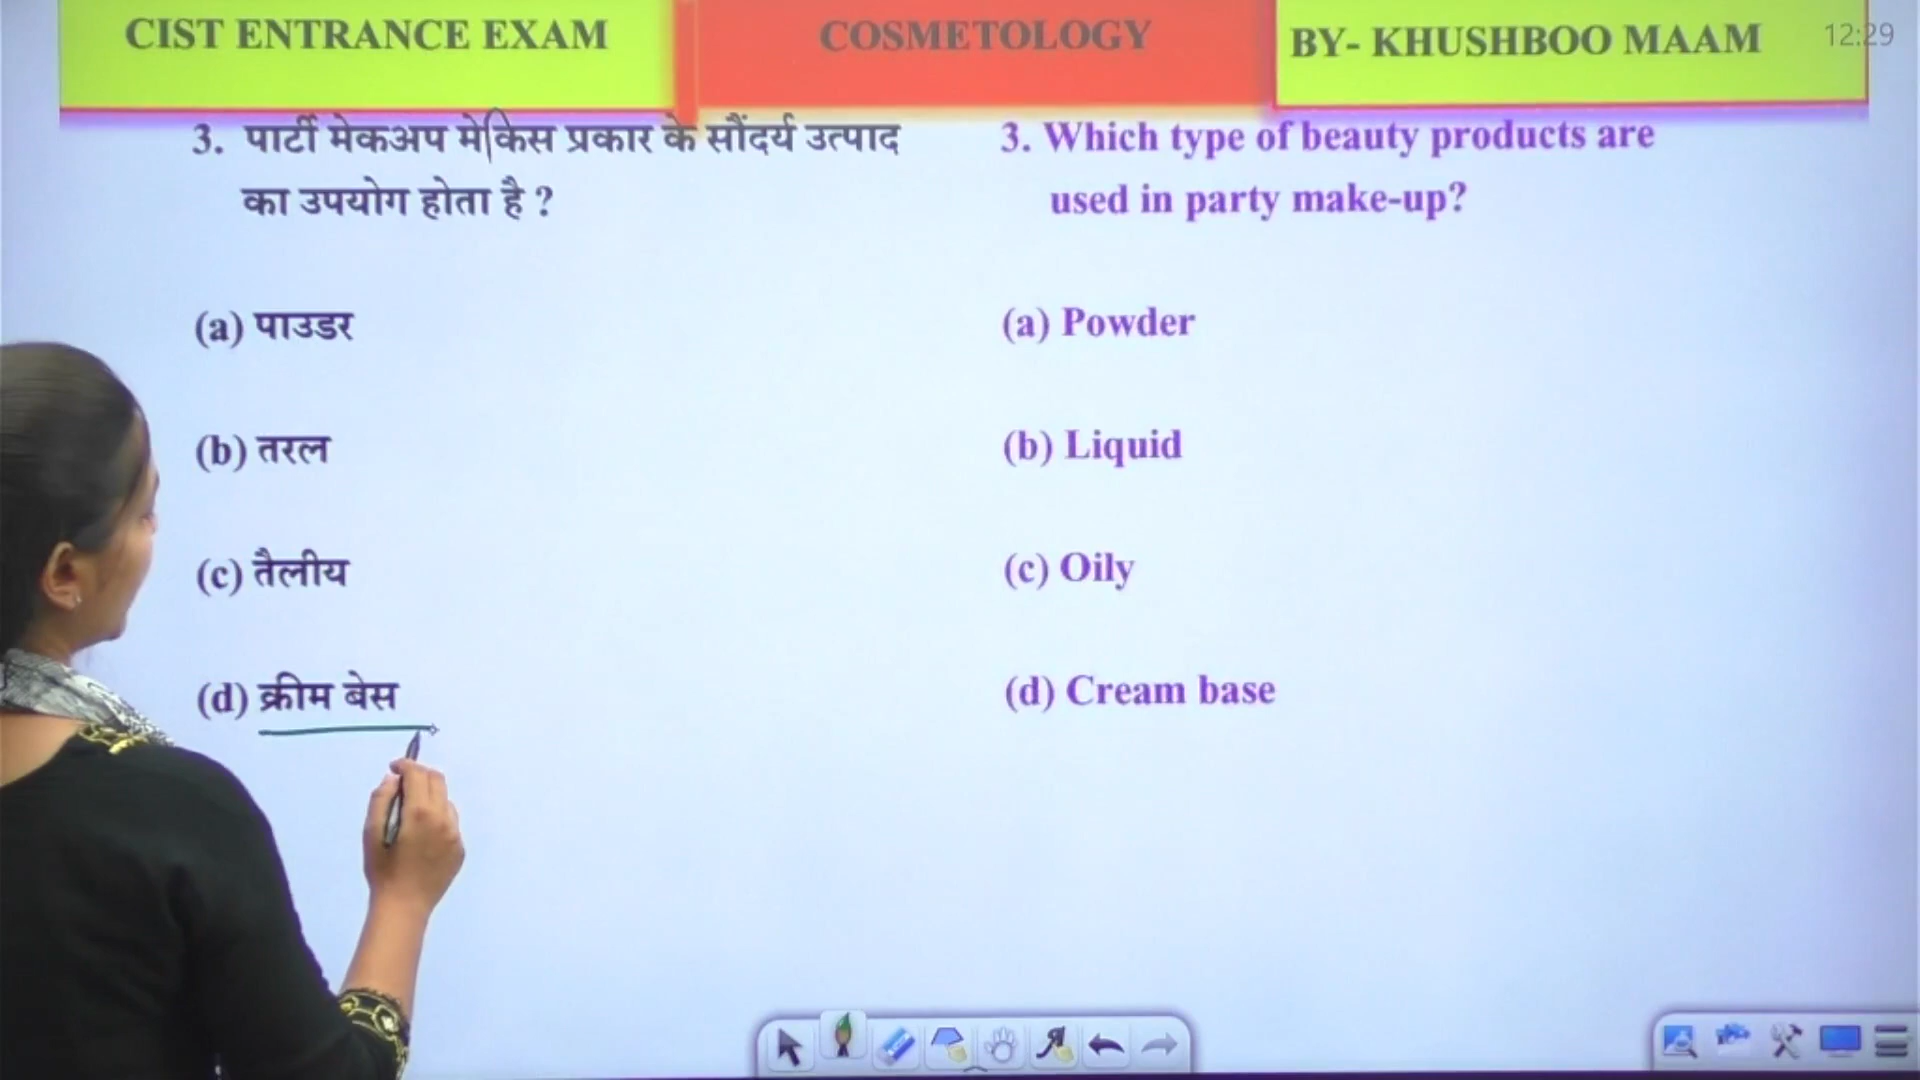 CIST ENTRANCE EXAM
COSMETOLOGY
BY- KHUSHBOO MAAM
12:29
3. पार्टी मेकअप मे किस प्रकार के सौंदर्य उत्पाद
का उपयोग होता है ?
(a) पाउडर
(b) तरल
(c) तैलीय
(d) क्रीम बेस
3. Which type of beauty products are
used in party make-up?
(a) Powder
(b) Liquid
(c) Oily
(d) Cream base